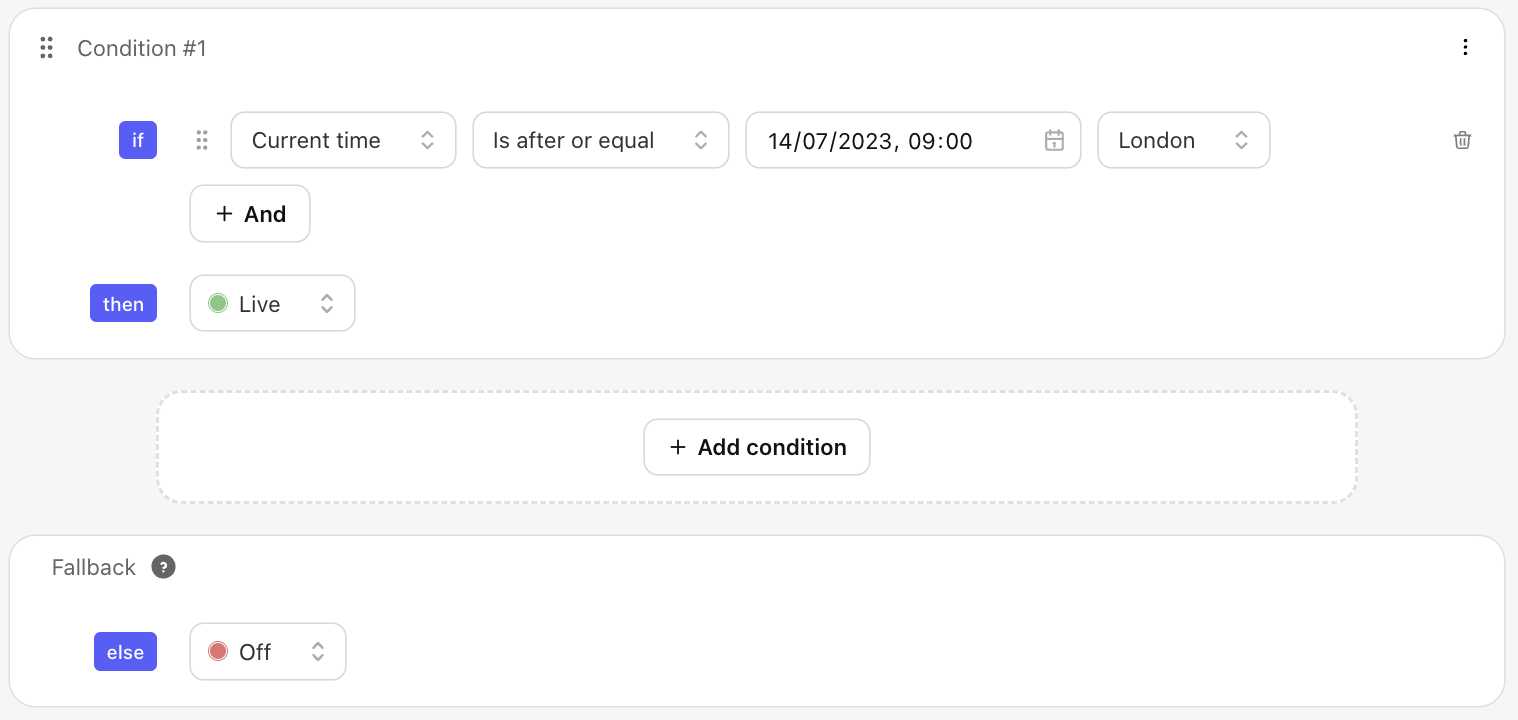 Condition #1
if Current time Is after or equal 14/07/2023, 09:00 London
+ And
then Live
+ Add condition
Fallback ?
else Off